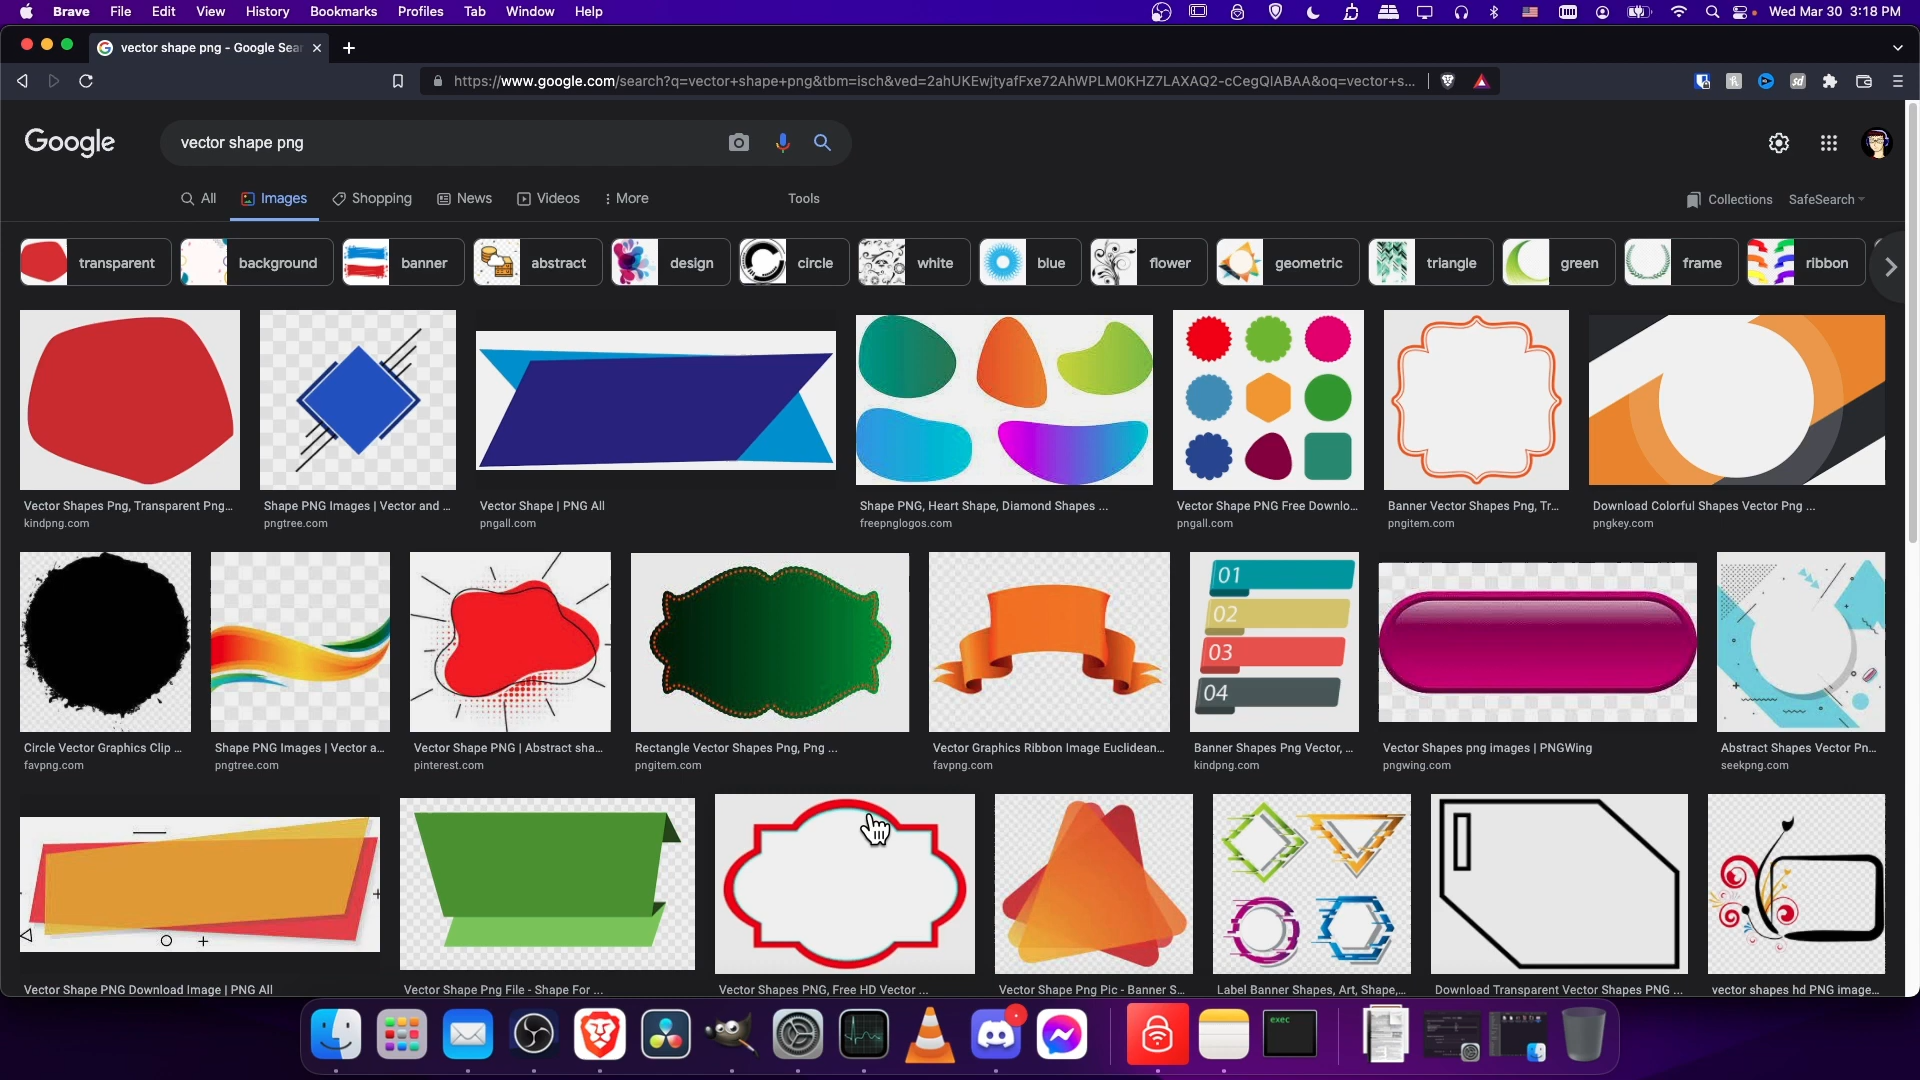 Brave File Edit View History Bookmarks Profiles Tab Window Help Wed Mar 30 3:18 PM
vector shape png - Google Sear
https://www.google.com/search?q=vector+shape+png&tbm=isch&ved=2ahUKEwjtyafFxe72AhWPLM0KHZ7LAXAQ2-cCegQIABAA&oq=vector+s...
Google vector shape png
All Images Shopping News Videos More Tools Collections SafeSearch
transparent background banner abstract design circle white blue flower geometric triangle green frame ribbon
Vector Shapes Png, Transparent Png... Shape PNG Images | Vector and ... Vector Shape | PNG All Shape PNG, Heart Shape, Diamond Shapes ... Vector Shape PNG Free Downlo... Banner Vector Shapes Png, Tr... Download Colorful Shapes Vector Png ...
kindpng.com pngtree.com pngall.com freepnglogos.com pngall.com pngitem.com pngkey.com
01
02
03
04
Circle Vector Graphics Clip ... Shape PNG Images | Vector a... Vector Shape PNG | Abstract sha... Rectangle Vector Shapes Png, Png ... Vector Graphics Ribbon Image Euclidean... Banner Shapes Png Vector, ... Vector Shapes png images | PNGWing Abstract Shapes Vector Pn...
favpng.com pngtree.com pinterest.com pngitem.com favpng.com kindpng.com pngwing.com seekpng.com
Vector Shape PNG Download Image | PNG All Vector Shape Png File - Shape For ... Vector Shapes PNG, Free HD Vector ... Vector Shape Png Pic - Banner S... Label Banner Shapes, Art, Shape,... Download Transparent Vector Shapes PNG ... vector shapes hd PNG image...
exec